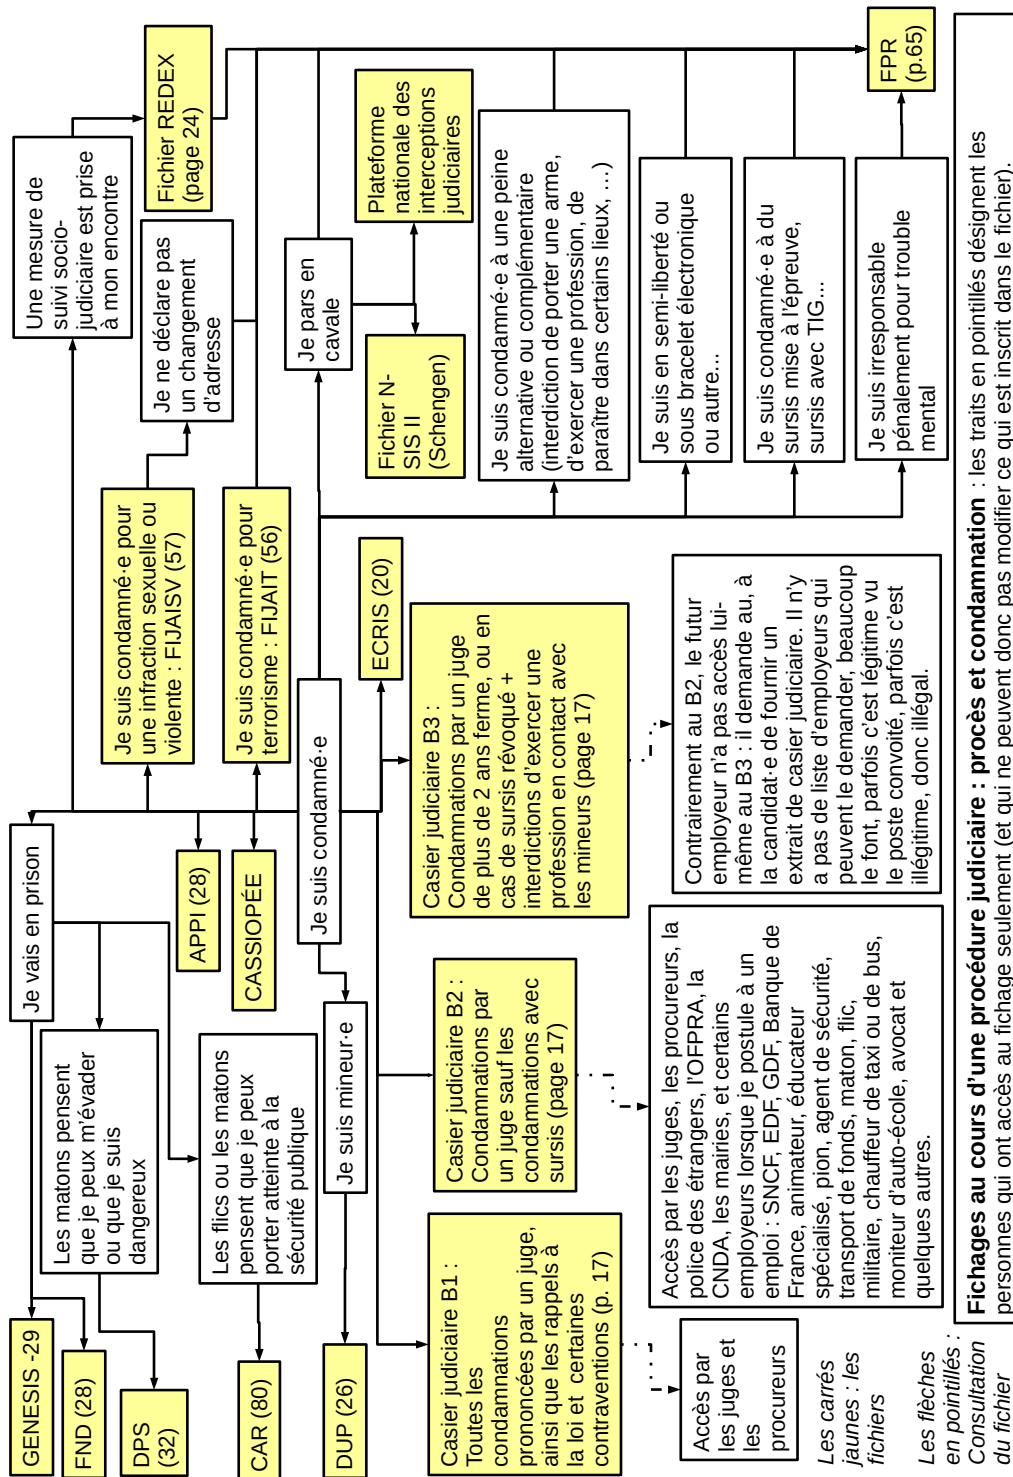 GENESIS -29
FND (28)
DPS
(32)
CAR (80)
DUP (26)
Casier judiciaire B1 :
Toutes les
condamnations
prononcées par un juge,
ainsi que les rappels à
la loi et certaines
contraventions (p. 17)
Accès par
les juges et
les
procureurs
Les carrés
jaunes : les
fichiers
Les flèches
en pointillés :
Consultation
du fichier
Je vais en prison
Les matons pensent
que je peux m'évader
ou que je suis
dangereux
Les flics ou les matons
pensent que je peux
porter atteinte à la
sécurité publique
Je suis mineur·e
Casier judiciaire B2 :
Condamnations par
un juge sauf les
condamnations avec
sursis (page 17)
Accès par les juges, les procureurs, la
police des étrangers, l'OFPRA, la
CNDA, les mairies, et certains
employeurs lorsque je postule à un
emploi : SNCF, EDF, GDF, Banque de
France, animateur, éducateur
spécialisé, pion, agent de sécurité,
transport de fonds, maton, flic,
militaire, chauffeur de taxi ou de bus,
moniteur d'auto-école, avocat et
quelques autres.
APPI (28)
CASSIOPÉE
Je suis condamné·e
ECRIS (20)
Casier judiciaire B3 :
Condamnations par un juge
de plus de 2 ans ferme, ou en
cas de sursis révoqué +
interdictions d'exercer une
profession en contact avec
les mineurs (page 17)
Contrairement au B2, le futur
employeur n'a pas accès lui-
même au B3 : il demande au, à
la candidat·e de fournir un
extrait de casier judiciaire. Il n'y
a pas de liste d'employeurs qui
peuvent le demander, beaucoup
le font, parfois c'est légitime vu
le poste convoité, parfois c'est
illégitime, donc illégal.
Je suis condamné·e pour
une infraction sexuelle ou
violente : FIJAISV (57)
Je suis condamné·e pour
terrorisme : FIJAIT (56)
Une mesure de
suivi socio-
judiciaire est prise
à mon encontre
Fichier REDEX
(page 24)
Je ne déclare pas
un changement
d'adresse
Je pars en
cavale
Fichier N-
SIS II
(Schengen)
Plateforme
nationale des
interceptions
judiciaires
Je suis condamné·e à une peine
alternative ou complémentaire
(interdiction de porter une arme,
d'exercer une profession, de
paraître dans certains lieux, …)
Je suis en semi-liberté ou
sous bracelet électronique
ou autre...
Je suis condamné·e à du
sursis mise à l'épreuve,
sursis avec TIG...
Je suis irresponsable
pénalement pour trouble
mental
FPR
(p.65)
Fichages au cours d'une procédure judiciaire : procès et condamnation : les traits en pointillés désignent les
personnes qui ont accès au fichage seulement (et qui ne peuvent donc pas modifier ce qui est inscrit dans le fichier).